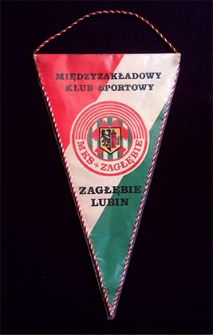 MIĘDZYZAKŁADOWY
KLUB SPORTOWY
MKS ZAGŁĘBIE
ZAGŁĘBIE
LUBIN